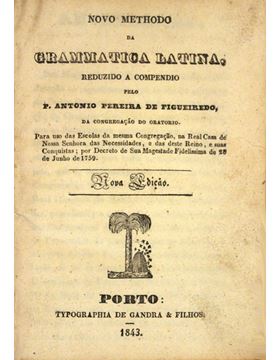 NOVO METHODO
DA
GRAMMATICA LATINA,
REDUZIDO A COMPENDIO
PELO
P. ANTONIO PEREIRA DE FIGUEIREDO,
DA CONGREGAÇÃO DO ORATORIO.
Para uso das Escolas da mesma Congregação, na Real Casa de
Nossa Senhora das Necessidades, e das deste Reino, e suas
Conquistas; por Decreto de Sua Magestade Fidelissima de 28
de Junho de 1759.
Nova Edição.
PORTO:
TYPOGRAPHIA DE GANDRA & FILHOS.
1843.